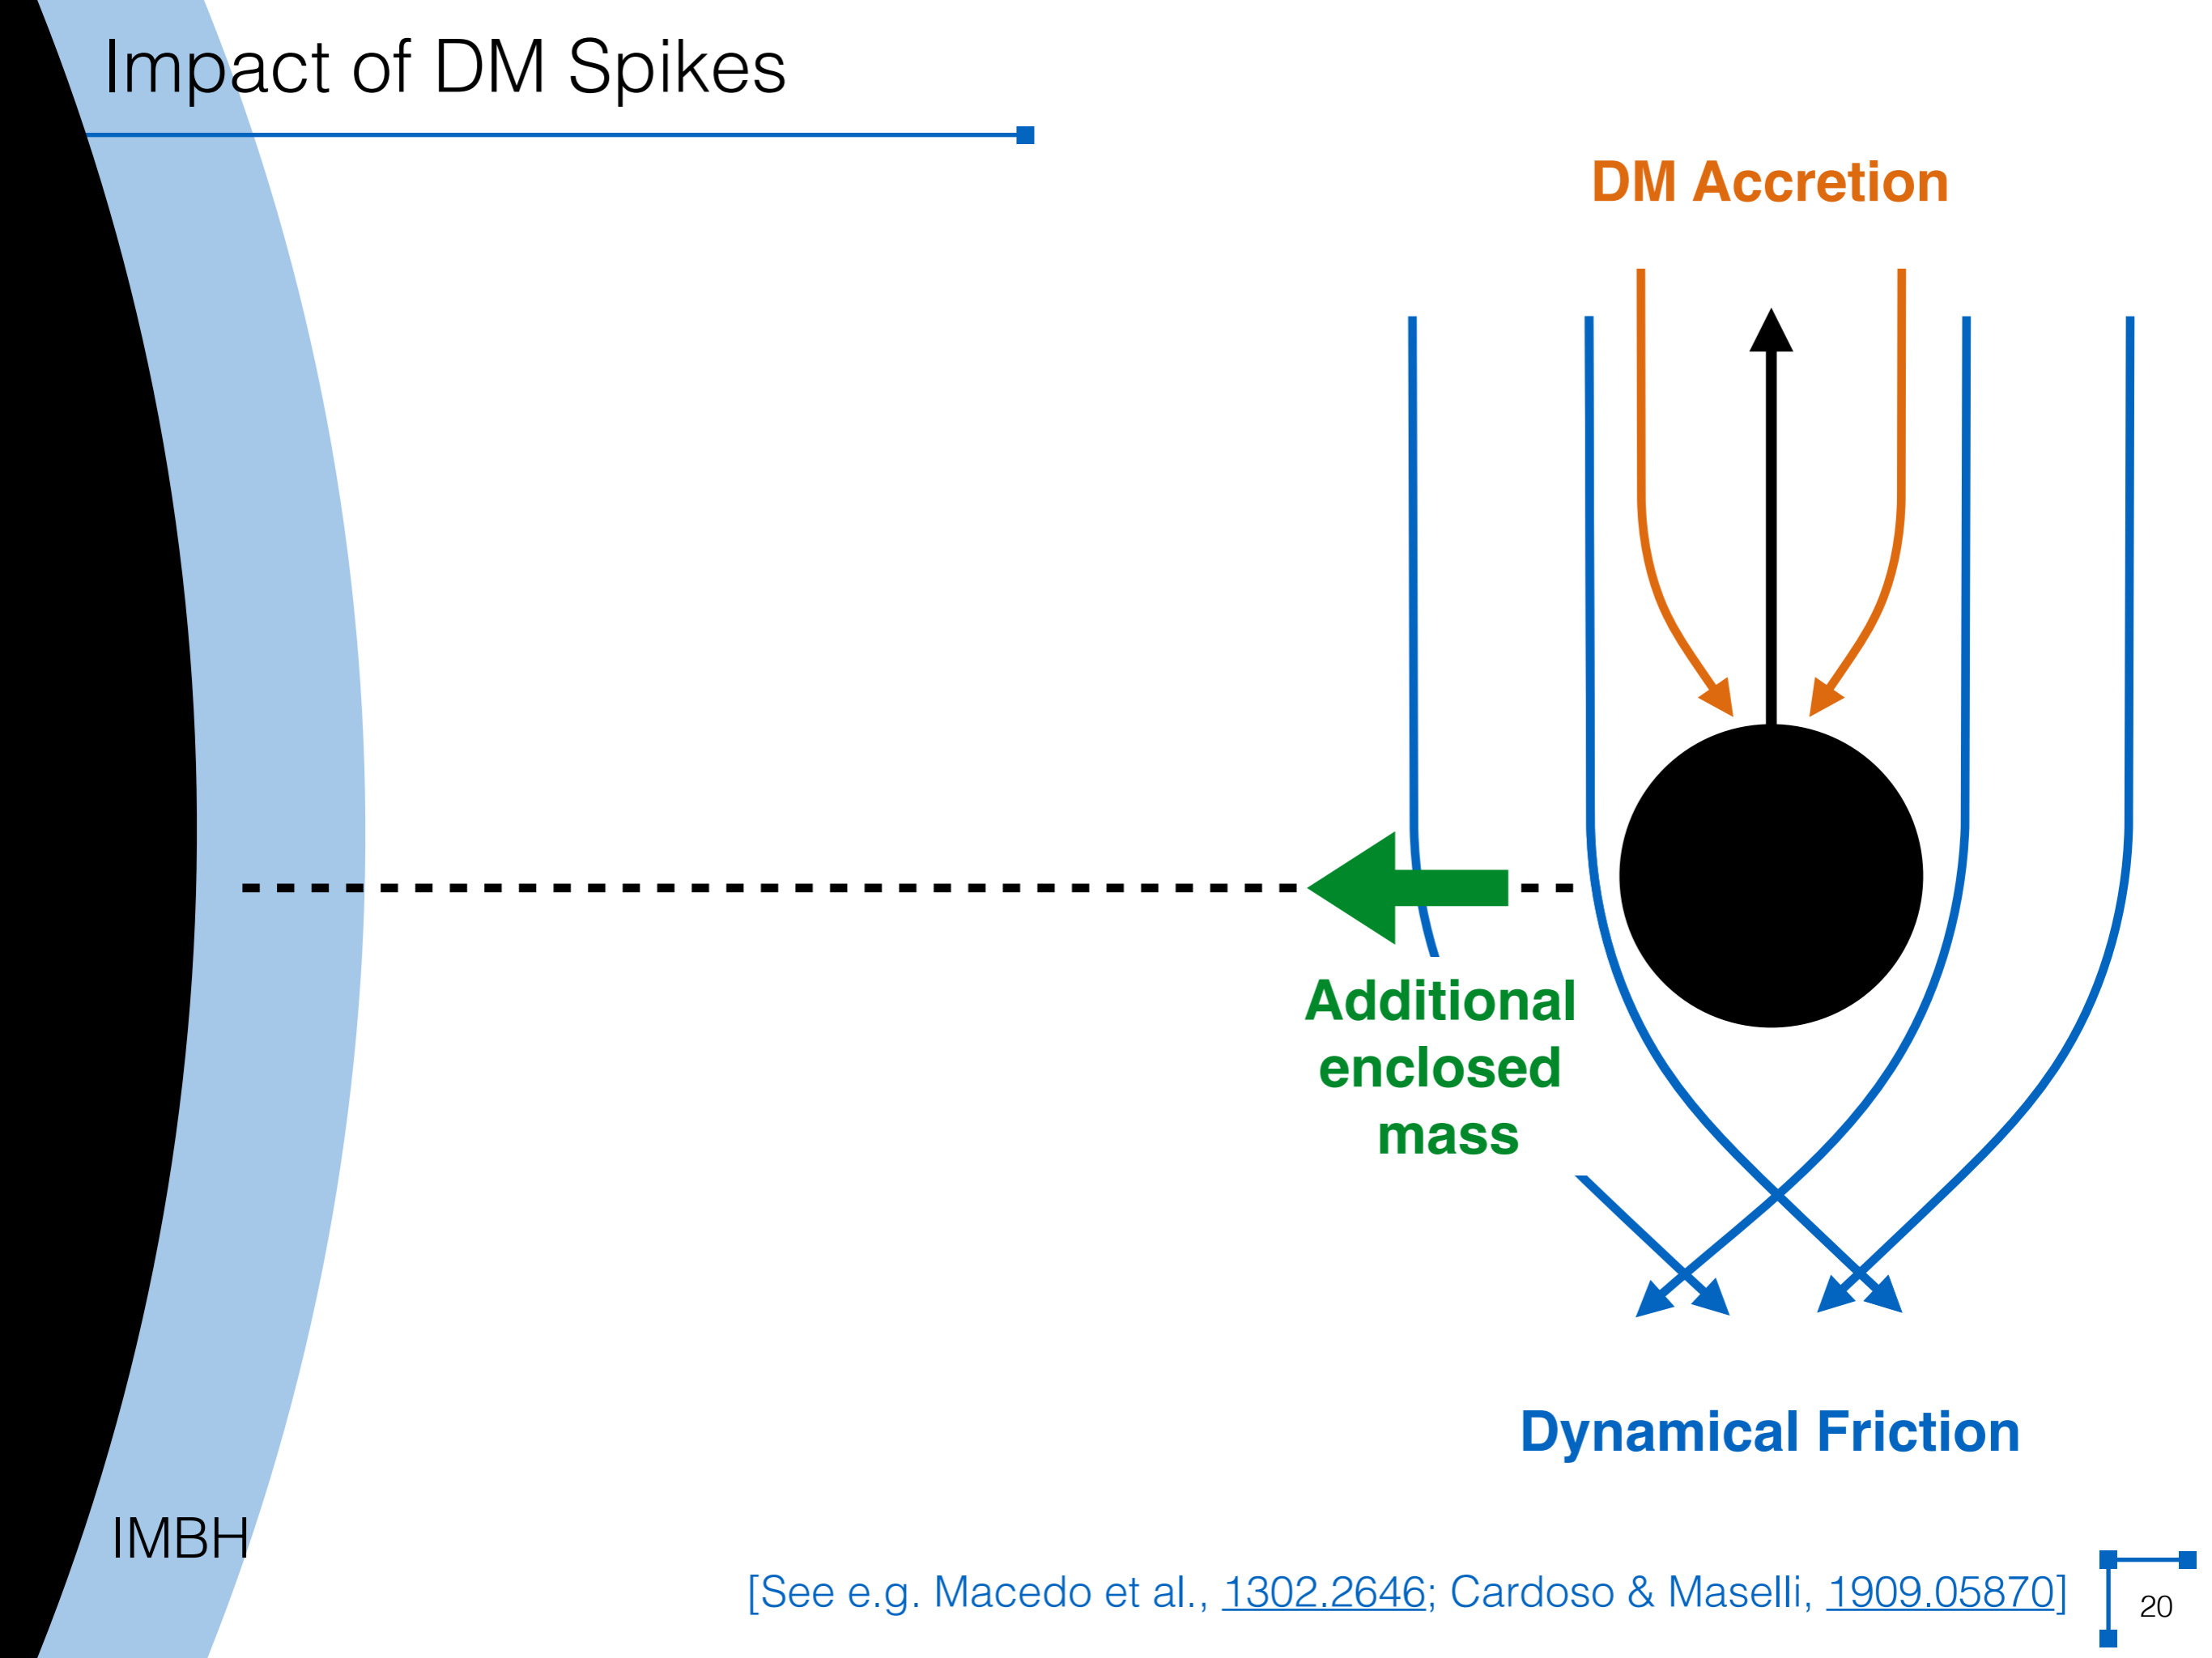 Impact of DM Spikes
DM Accretion
Additional
enclosed
mass
Dynamical Friction
IMBH
[See e.g. Macedo et al., 1302.2646; Cardoso & Maselli, 1909.05870]
20